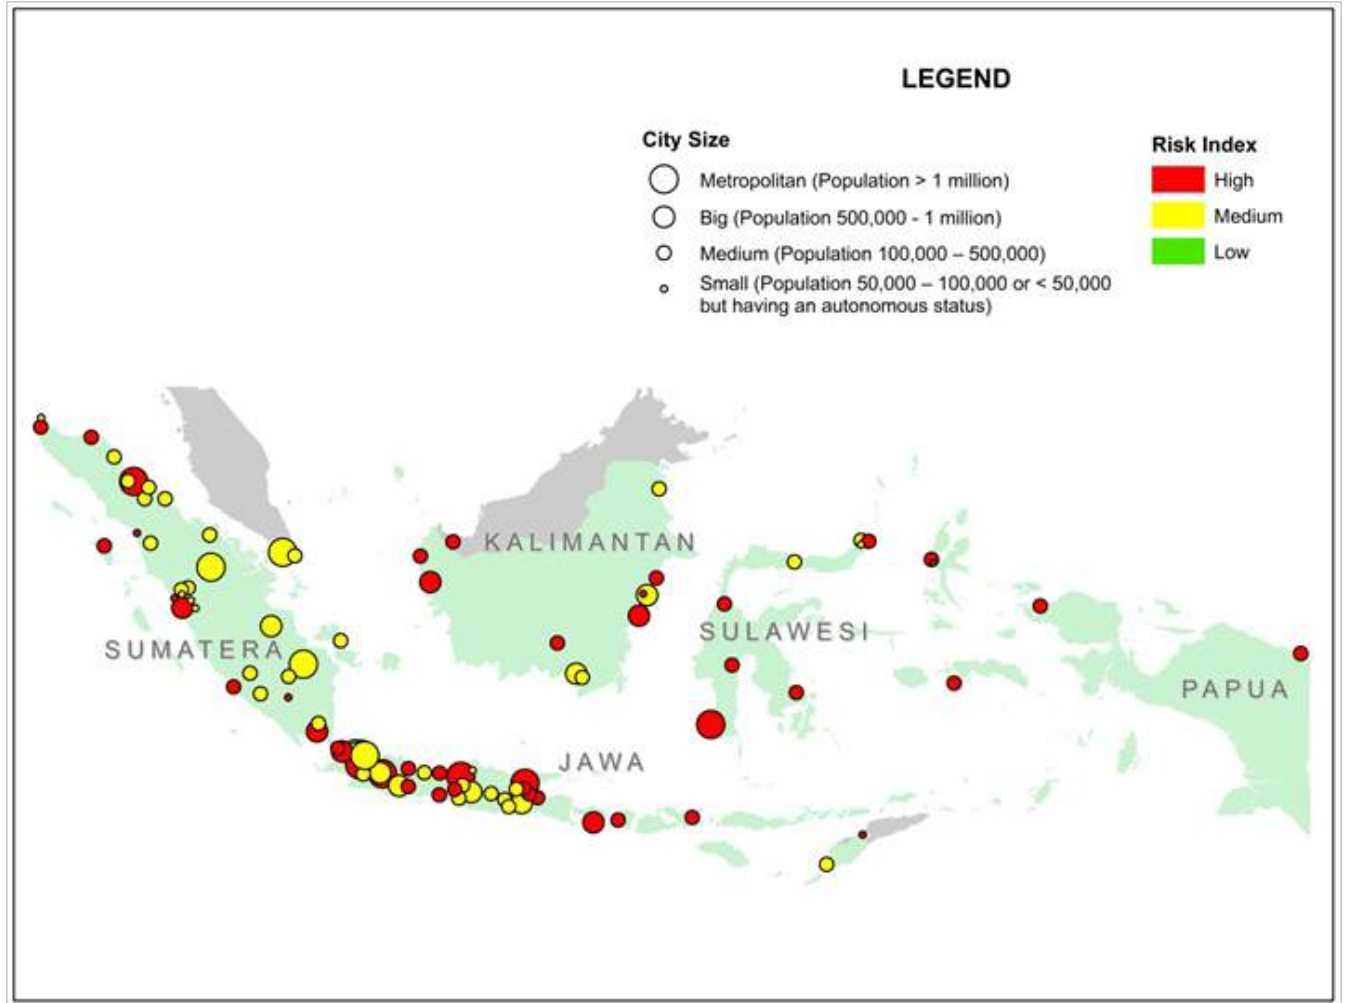 LEGEND
City Size
Metropolitan (Population > 1 million)
Big (Population 500,000 - 1 million)
Medium (Population 100,000 – 500,000)
Small (Population 50,000 – 100,000 or < 50,000
but having an autonomous status)
Risk Index
High
Medium
Low
KALIMANTAN
SULAWESI
SUMATERA
PAPUA
JAWA